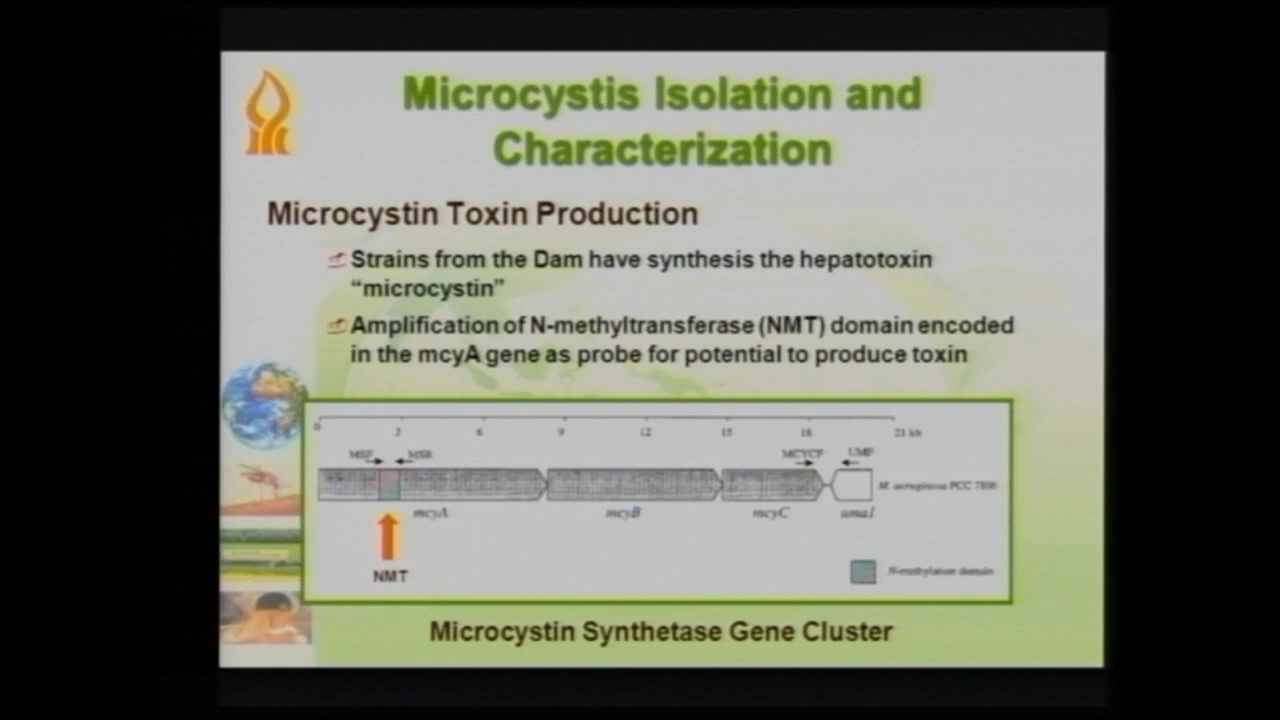 Microcystis Isolation and
Characterization
Microcystin Toxin Production
Strains from the Dam have synthesis the hepatotoxin
“microcystin”
Amplification of N-methyltransferase (NMT) domain encoded
in the mcyA gene as probe for potential to produce toxin
0 3 6 9 12 15 18 21 kb
MSF MSR MCYCF UMF
M. aeruginosa PCC
mcyA mcyB mcyC uma1
NMT
N-methylation domain
Microcystin Synthetase Gene Cluster